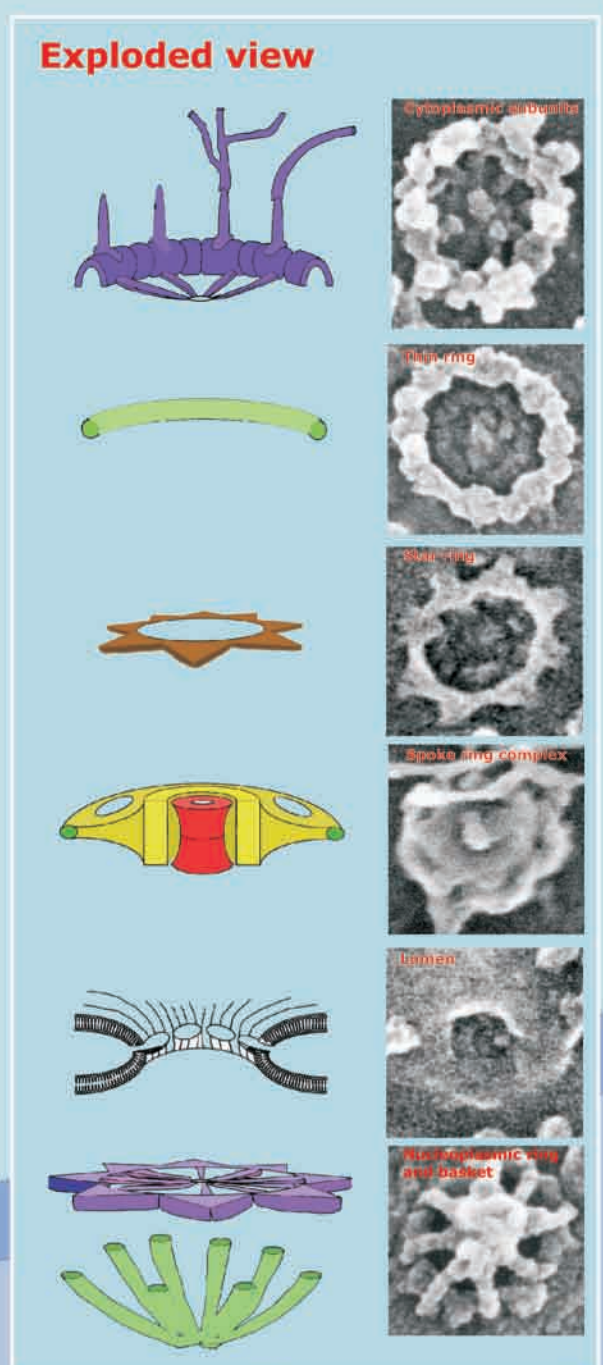 Exploded view
Cytoplasmic subunits
Thin ring
Star ring
Spoke ring complex
Lumen
Nucleoplasmic ring
and basket